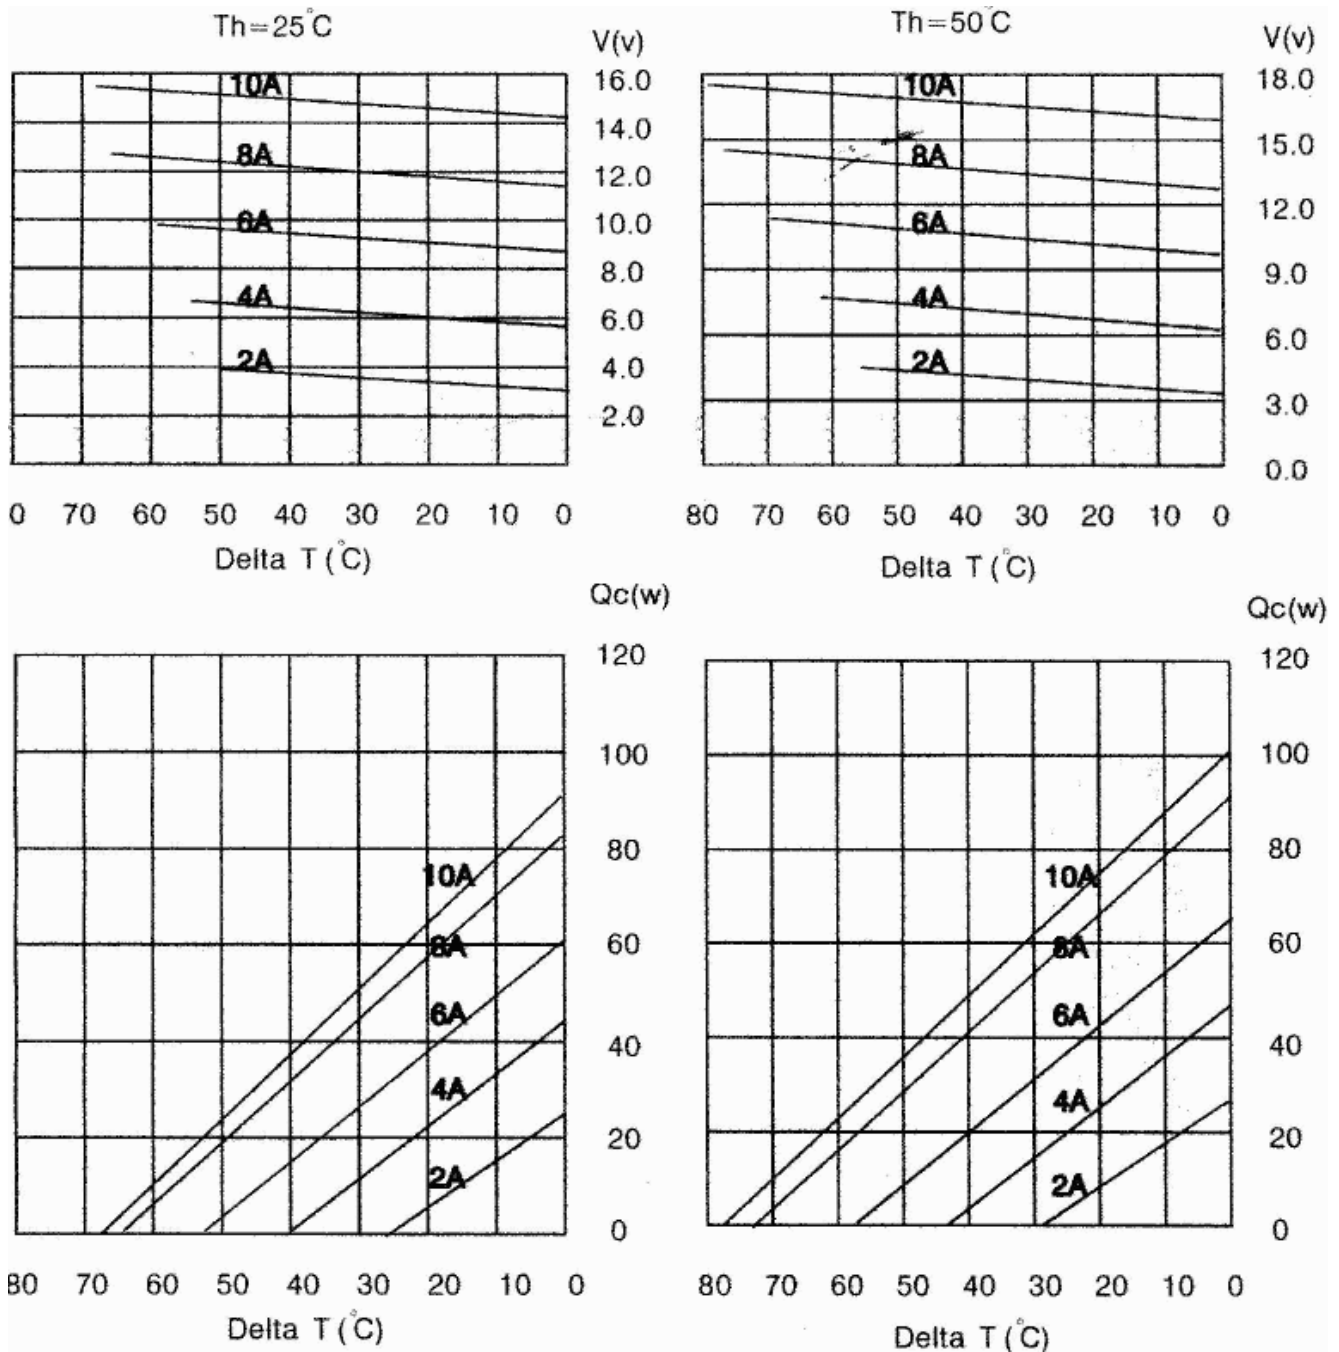 Th=25°C
V(v)
16.0
14.0
12.0
10.0
8.0
6.0
4.0
2.0
10A
8A
6A
4A
2A
0 70 60 50 40 30 20 10 0
Delta T (°C)
Th=50°C
V(v)
18.0
15.0
12.0
9.0
6.0
3.0
0.0
10A
8A
6A
4A
2A
80 70 60 50 40 30 20 10 0
Delta T (°C)
Qc(w)
120
100
80
60
40
20
0
10A
8A
6A
4A
2A
80 70 60 50 40 30 20 10 0
Delta T (°C)
Qc(w)
120
100
80
60
40
20
0
10A
8A
6A
4A
2A
80 70 60 50 40 30 20 10 0
Delta T (°C)